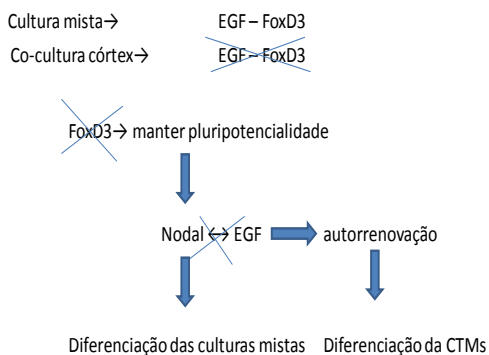 Cultura mista→ EGF – FoxD3
Co-cultura córtex→ EGF – FoxD3
FoxD3→ manter pluripotencialidade
Nodal ↔ EGF autorrenovação
Diferenciação das culturas mistas Diferenciação da CTMs